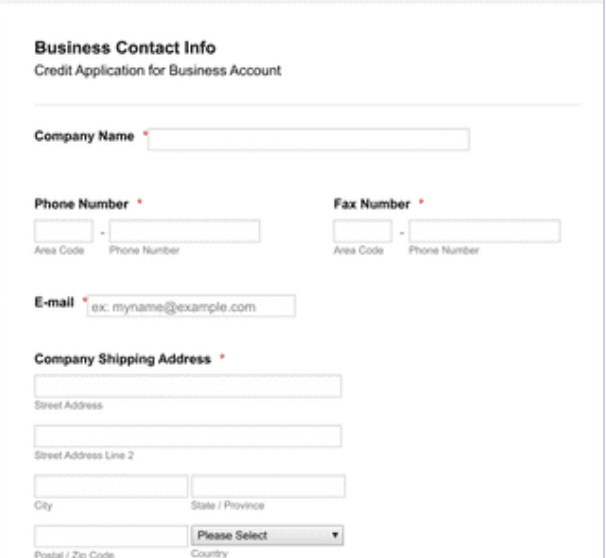 Business Contact Info
Credit Application for Business Account
Company Name *
Phone Number * Fax Number *
- -
Area Code Phone Number Area Code Phone Number
E-mail * ex: myname@example.com
Company Shipping Address *
Street Address
Street Address Line 2
City State / Province
Please Select ▼
Postal / Zip Code Country